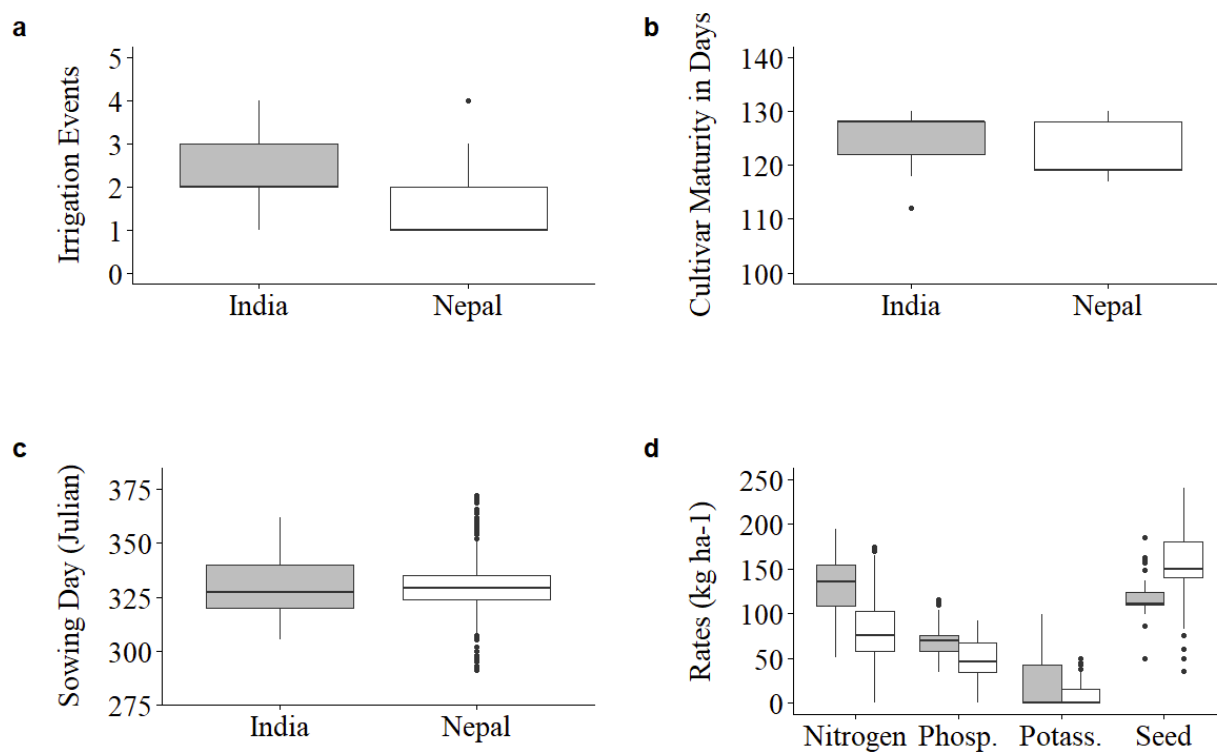 a
Irrigation Events
5
4
3
2
1
0
India Nepal
b
Cultivar Maturity in Days
140
130
120
110
100
India Nepal
c
Sowing Day (Julian)
375
350
325
300
275
India Nepal
d
Rates (kg ha-1)
250
200
150
100
50
0
Nitrogen Phosp. Potass. Seed